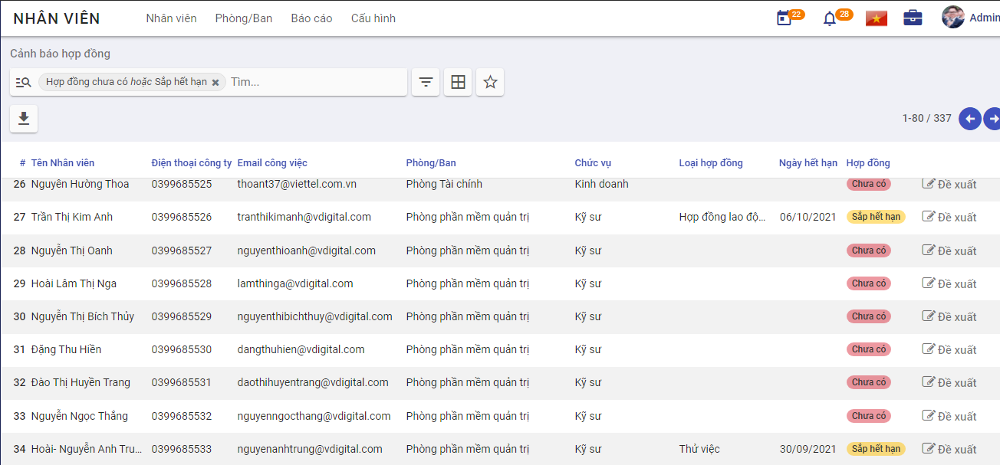 NHÂN VIÊN Nhân viên Phòng/Ban Báo cáo Cấu hình 22 28 Admin
Cảnh báo hợp đồng
Hợp đồng chưa có hoặc Sắp hết hạn × Tìm...
1-80 / 337
# Tên Nhân viên Điện thoại công ty Email công việc Phòng/Ban Chức vụ Loại hợp đồng Ngày hết hạn Hợp đồng
26 Nguyên Hường Thoa 0399685525 thoant37@viettel.com.vn Phòng Tài chính Kinh doanh Chưa có Đề xuất
27 Trần Thị Kim Anh 0399685526 tranthikimanh@vdigital.com Phòng phần mềm quản trị Kỹ sư Hợp đồng lao độ... 06/10/2021 Sắp hết hạn Đề xuất
28 Nguyễn Thị Oanh 0399685527 nguyenthioanh@vdigital.com Phòng phần mềm quản trị Kỹ sư Chưa có Đề xuất
29 Hoài Lâm Thị Nga 0399685528 lamthinga@vdigital.com Phòng phần mềm quản trị Kỹ sư Chưa có Đề xuất
30 Nguyễn Thị Bích Thủy 0399685529 nguyenthibichthuy@vdigital.com Phòng phần mềm quản trị Kỹ sư Chưa có Đề xuất
31 Đặng Thu Hiền 0399685530 dangthuhien@vdigital.com Phòng phần mềm quản trị Kỹ sư Chưa có Đề xuất
32 Đào Thị Huyền Trang 0399685531 daothihuyentrang@vdigital.com Phòng phần mềm quản trị Kỹ sư Chưa có Đề xuất
33 Nguyễn Ngọc Thắng 0399685532 nguyenngocthang@vdigital.com Phòng phần mềm quản trị Kỹ sư Chưa có Đề xuất
34 Hoài- Nguyễn Anh Tru... 0399685533 nguyenanhtrung@vdigital.com Phòng phần mềm quản trị Kỹ sư Thử việc 30/09/2021 Sắp hết hạn Đề xuất